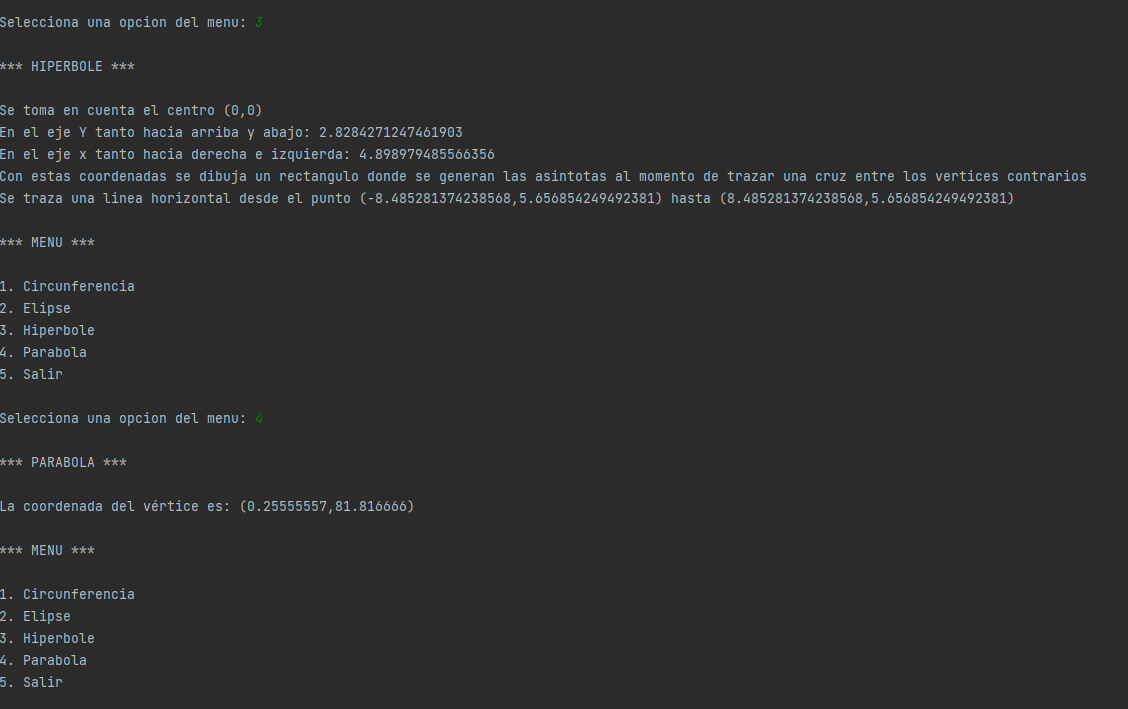 Selecciona una opcion del menu: 3
*** HIPERBOLE ***
Se toma en cuenta el centro (0,0)
En el eje Y tanto hacia arriba y abajo: 2.8284271247461903
En el eje x tanto hacia derecha e izquierda: 4.898979485566356
Con estas coordenadas se dibuja un rectangulo donde se generan las asintotas al momento de trazar una cruz entre los vertices contrarios
Se traza una linea horizontal desde el punto (-8.485281374238568,5.656854249492381) hasta (8.485281374238568,5.656854249492381)
*** MENU ***
1. Circunferencia
2. Elipse
3. Hiperbole
4. Parabola
5. Salir
Selecciona una opcion del menu: 4
*** PARABOLA ***
La coordenada del vértice es: (0.25555557,81.816666)
*** MENU ***
1. Circunferencia
2. Elipse
3. Hiperbole
4. Parabola
5. Salir